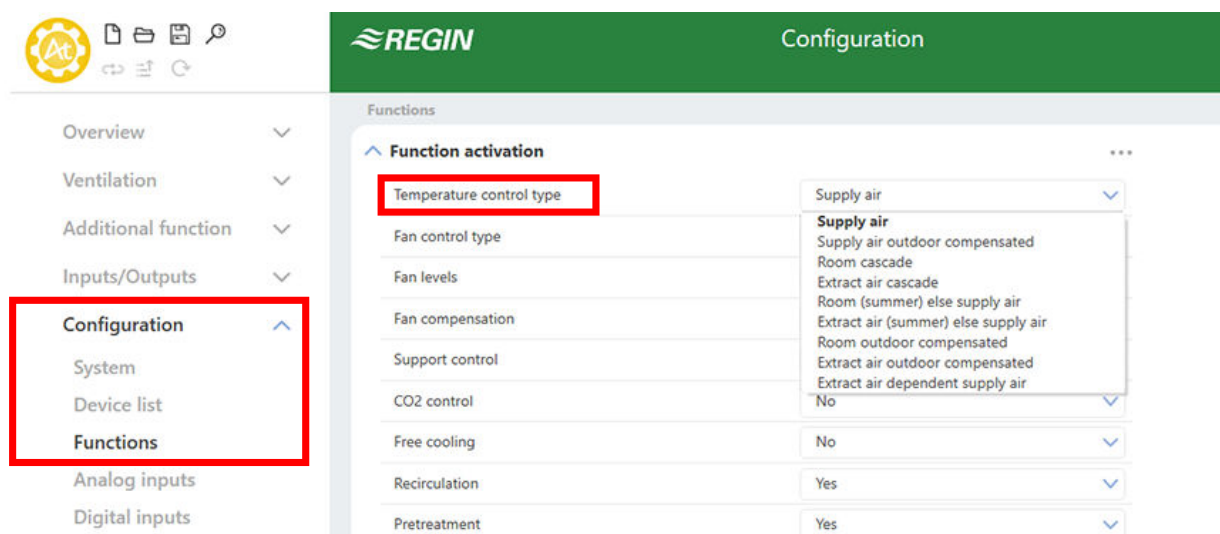 At
REGIN
Configuration
Overview
Ventilation
Additional function
Inputs/Outputs
Configuration
System
Device list
Functions
Analog inputs
Digital inputs
Functions
Function activation
Temperature control type
Supply air
Supply air
Supply air outdoor compensated
Room cascade
Extract air cascade
Room (summer) else supply air
Extract air (summer) else supply air
Room outdoor compensated
Extract air outdoor compensated
Extract air dependent supply air
Fan control type
Fan levels
Fan compensation
Support control
CO2 control No
Free cooling No
Recirculation Yes
Pretreatment Yes